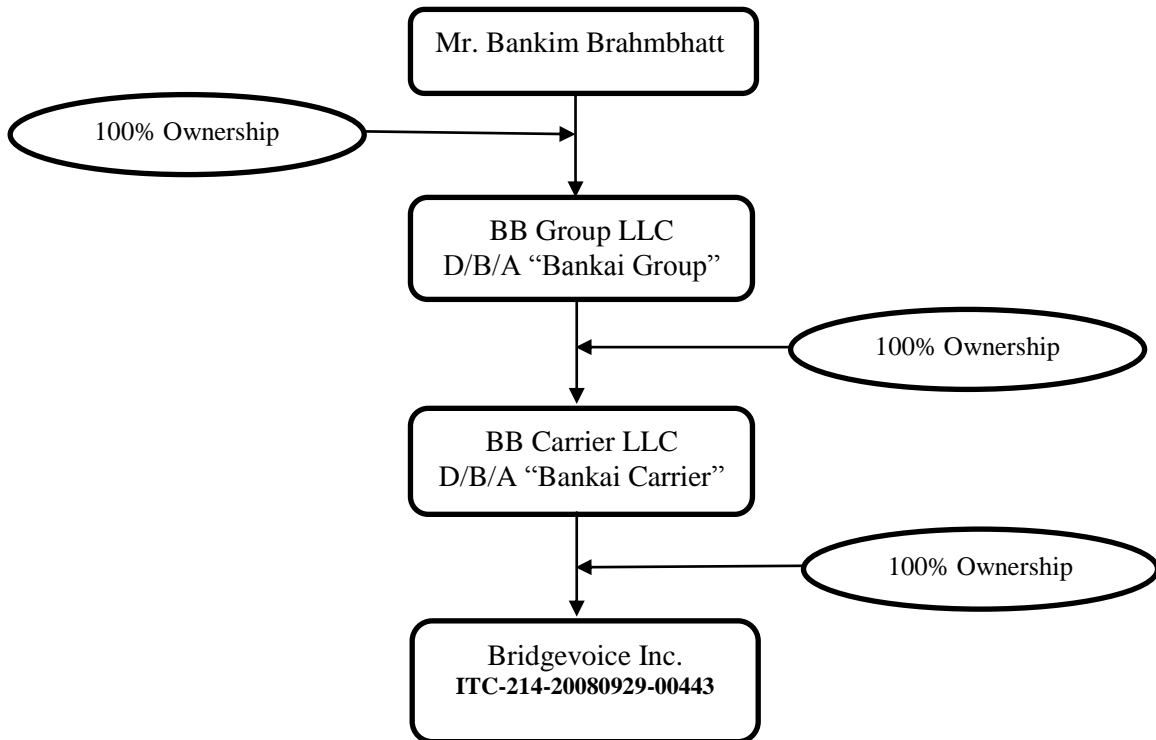 Mr. Bankim Brahmbhatt
100% Ownership
BB Group LLC
D/B/A “Bankai Group”
100% Ownership
BB Carrier LLC
D/B/A “Bankai Carrier”
100% Ownership
Bridgevoice Inc.
ITC-214-20080929-00443